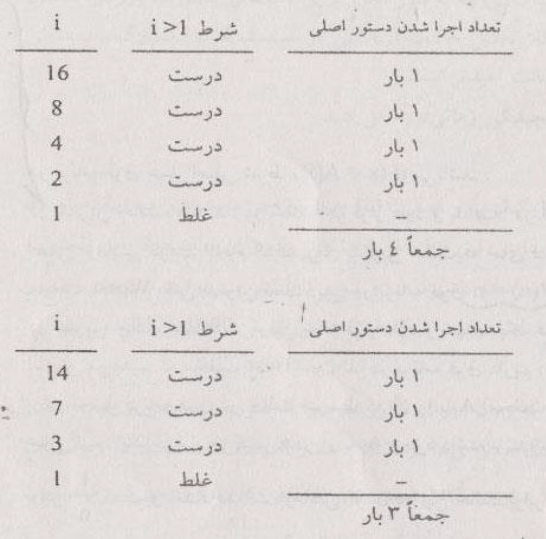 i شرط i>1 تعداد اجرا شدن دستور اصلی
16 درست ۱ بار
8 درست ۱ بار
4 درست ۱ بار
2 درست ۱ بار
1 غلط –
جمعاً ٤ بار
i شرط i>1 تعداد اجرا شدن دستور اصلی
14 درست ۱ بار
7 درست ۱ بار
3 درست ۱ بار
1 غلط –
جمعاً ۳ بار